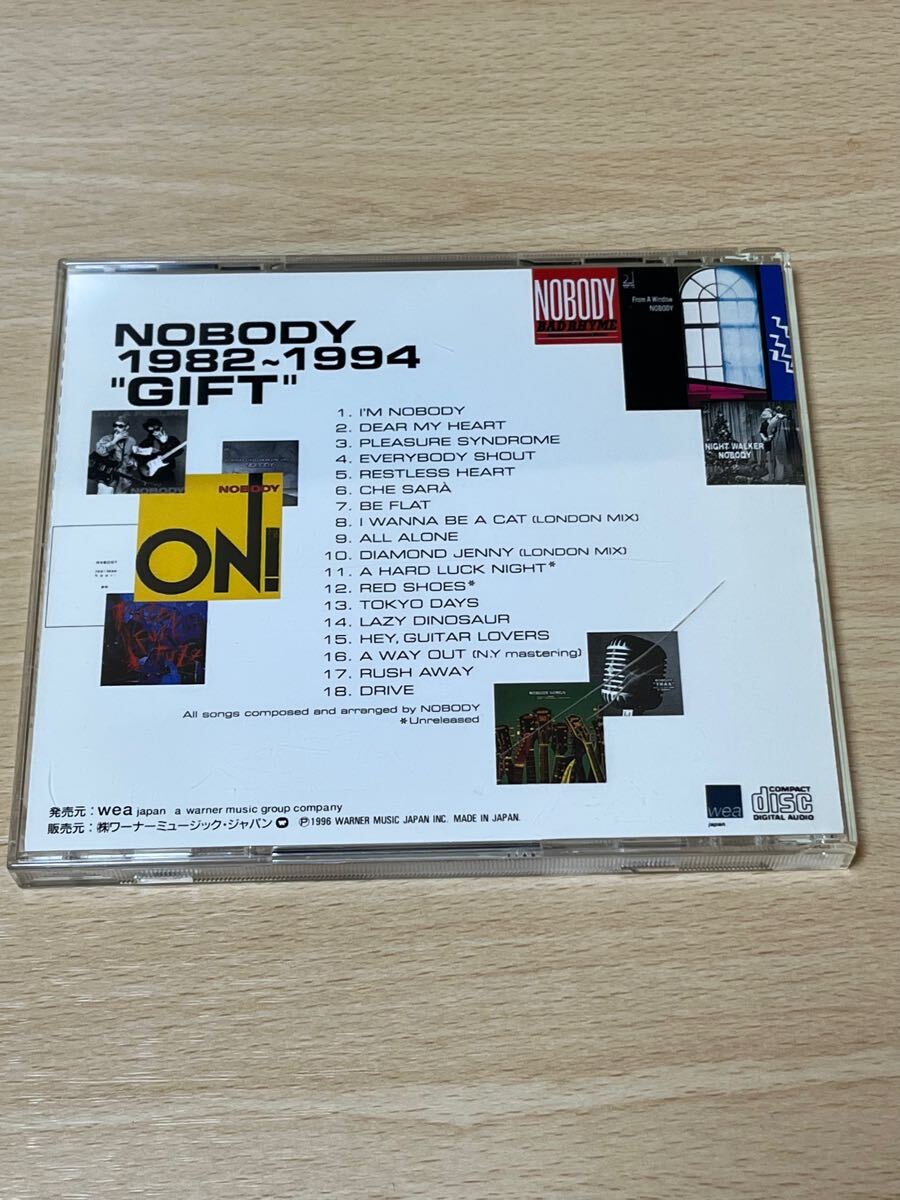 NOBODY
1982~1994
"GIFT"
NOBODY
BAD RHYME
From A Window
NOBODY
NIGHT WALKER
NOBODY
NOBODY
NOBODY
NOBODY
ON!
1. I'M NOBODY
2. DEAR MY HEART
3. PLEASURE SYNDROME
4. EVERYBODY SHOUT
5. RESTLESS HEART
6. CHE SARÀ
7. BE FLAT
8. I WANNA BE A CAT (LONDON MIX)
9. ALL ALONE
10. DIAMOND JENNY (LONDON MIX)
11. A HARD LUCK NIGHT*
12. RED SHOES*
13. TOKYO DAYS
14. LAZY DINOSAUR
15. HEY, GUITAR LOVERS
16. A WAY OUT (N.Y mastering)
17. RUSH AWAY
18. DRIVE
All songs composed and arranged by NOBODY
*Unreleased
発売元:wea japan a warner music group company
販売元:㈱ワーナーミュージック・ジャパン ℗1996 WARNER MUSIC JAPAN INC. MADE IN JAPAN.
wea
japan
COMPACT
disc
DIGITAL AUDIO